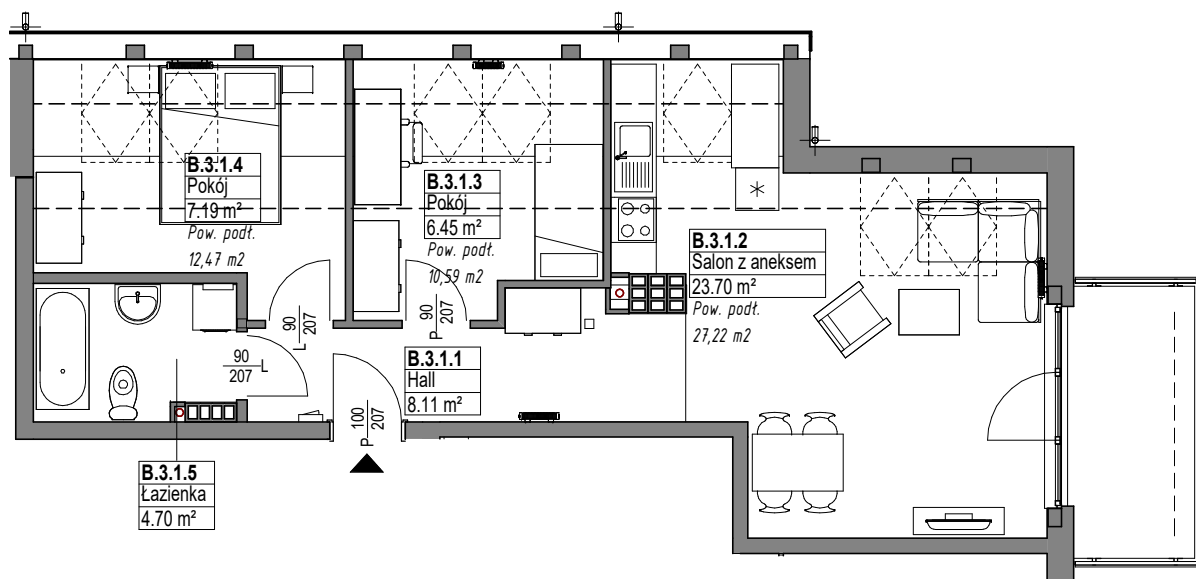 B.3.1.4
Pokój
7.19 m²
Pow. podł.
12,47 m2
B.3.1.3
Pokój
6.45 m²
Pow. podł.
10,59 m2
B.3.1.2
Salon z aneksem
23.70 m²
Pow. podł.
27,22 m2
90
207
L
90
207
P
90
207
L
B.3.1.1
Hall
8.11 m²
100
207
P
B.3.1.5
Łazienka
4.70 m²